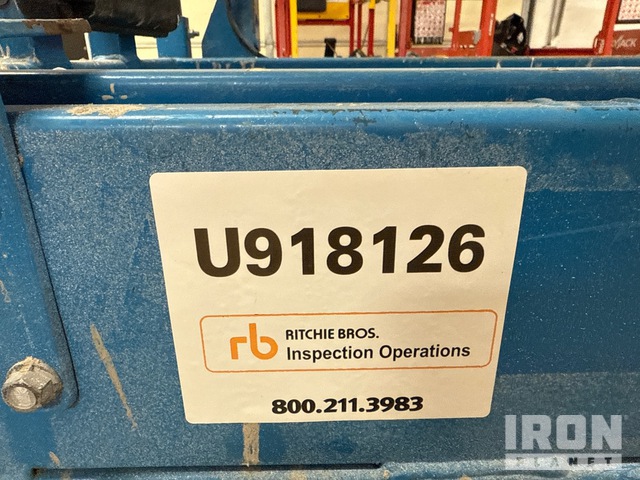 U918126
rb RITCHIE BROS.
Inspection Operations
800.211.3983
IRON
PLANET